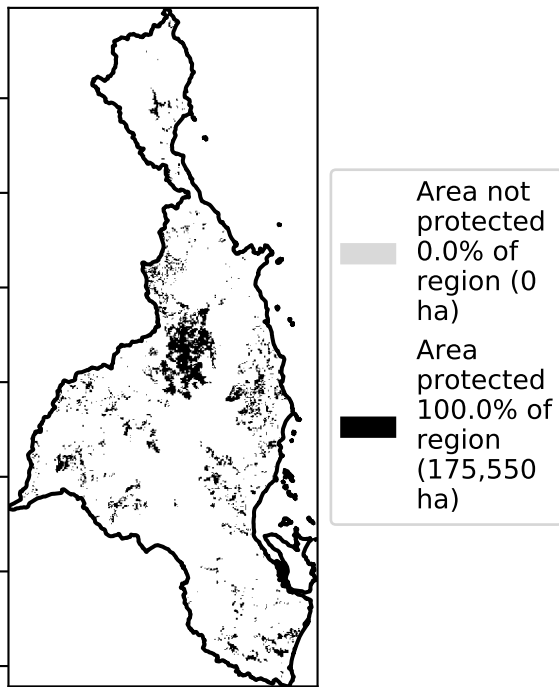 Area not
protected
0.0% of
region (0
ha)
Area
protected
100.0% of
region
(175,550
ha)